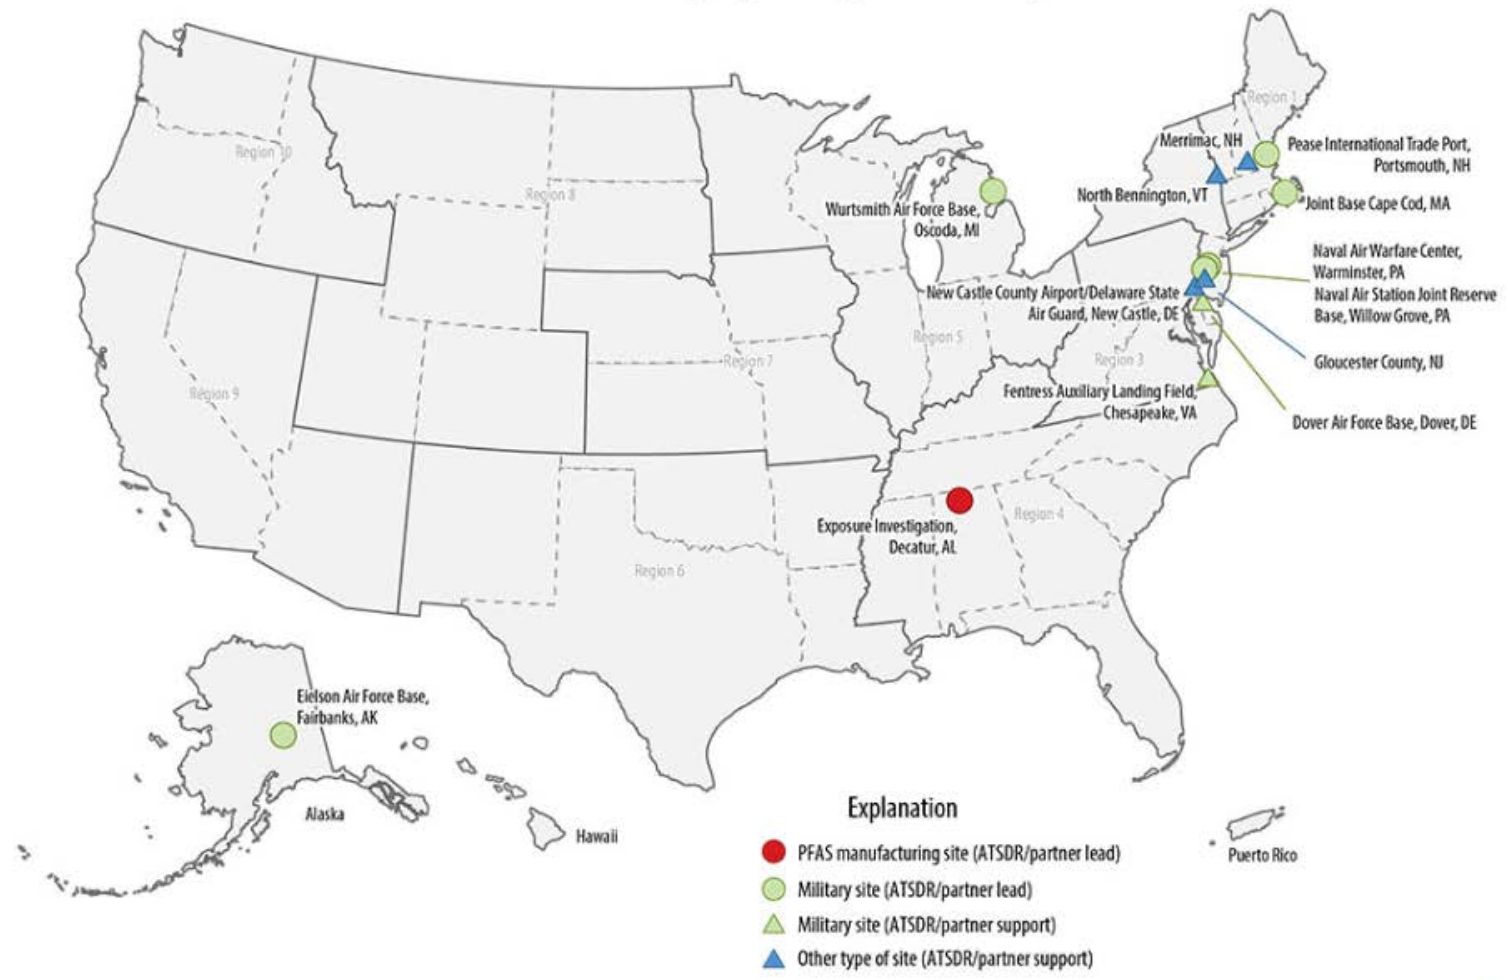 Region 1
Merrimac, NH
Pease International Trade Port,
Portsmouth, NH
Region 10
Region 8
North Bennington, VT
Joint Base Cape Cod, MA
Wurtsmith Air Force Base,
Oscoda, MI
Naval Air Warfare Center,
Warminster, PA
Naval Air Station Joint Reserve
Base, Willow Grove, PA
New Castle County Airport/Delaware State
Air Guard, New Castle, DE
Region 5
Region 7
Region 3
Gloucester County, NJ
Region 9
Fentress Auxiliary Landing Field,
Chesapeake, VA
Dover Air Force Base, Dover, DE
Region 4
Exposure Investigation,
Decatur, AL
Region 6
Eielson Air Force Base,
Fairbanks, AK
Alaska
Hawaii
Puerto Rico
Explanation
PFAS manufacturing site (ATSDR/partner lead)
Military site (ATSDR/partner lead)
Military site (ATSDR/partner support)
Other type of site (ATSDR/partner support)